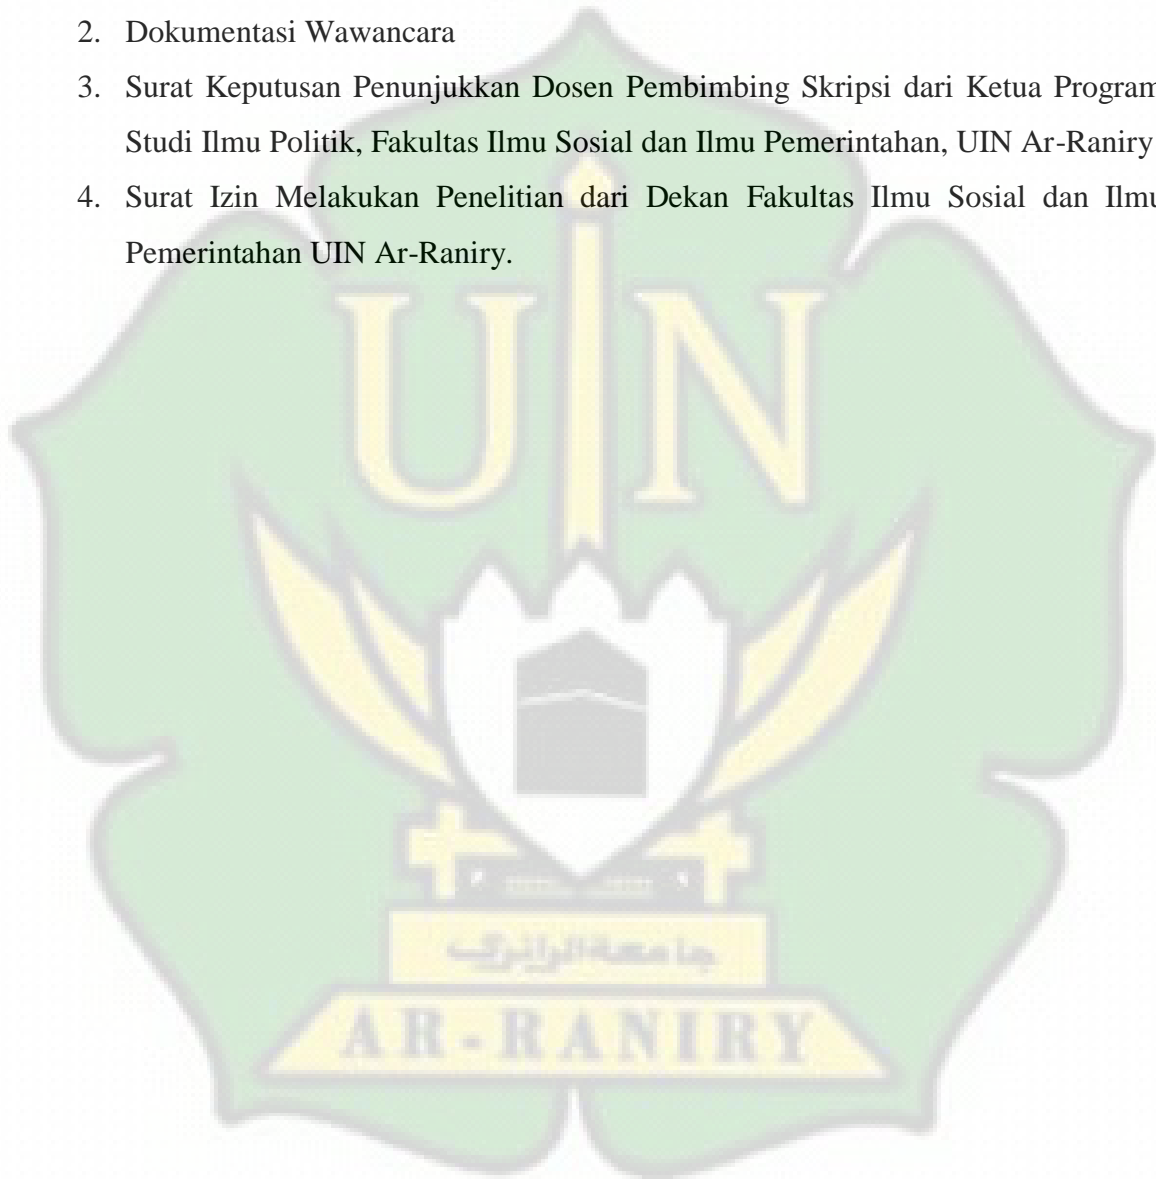 2. Dokumentasi Wawancara
3. Surat Keputusan Penunjukkan Dosen Pembimbing Skripsi dari Ketua Program
Studi Ilmu Politik, Fakultas Ilmu Sosial dan Ilmu Pemerintahan, UIN Ar-Raniry
4. Surat Izin Melakukan Penelitian dari Dekan Fakultas Ilmu Sosial dan Ilmu
Pemerintahan UIN Ar-Raniry.
UIN
جامعة الرانري
AR-RANIRY